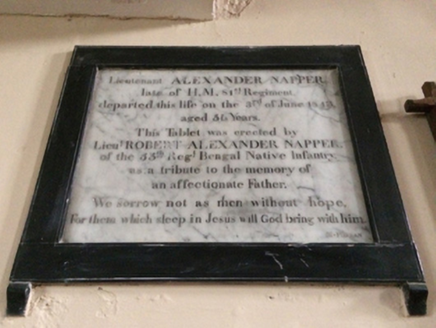 Lieutenant ALEXANDER NAPPER,
late of H.M. 81st Regiment
departed this life on the 3rd of June 1843,
aged 56 Years.
This Tablet was erected by
Lieut ROBERT ALEXANDER NAPPER,
of the 53th Regt Bengal Native Infantry
as a tribute to the memory of
an affectionate Father.
We sorrow not as then without hope,
For them which sleep in Jesus will God bring with him